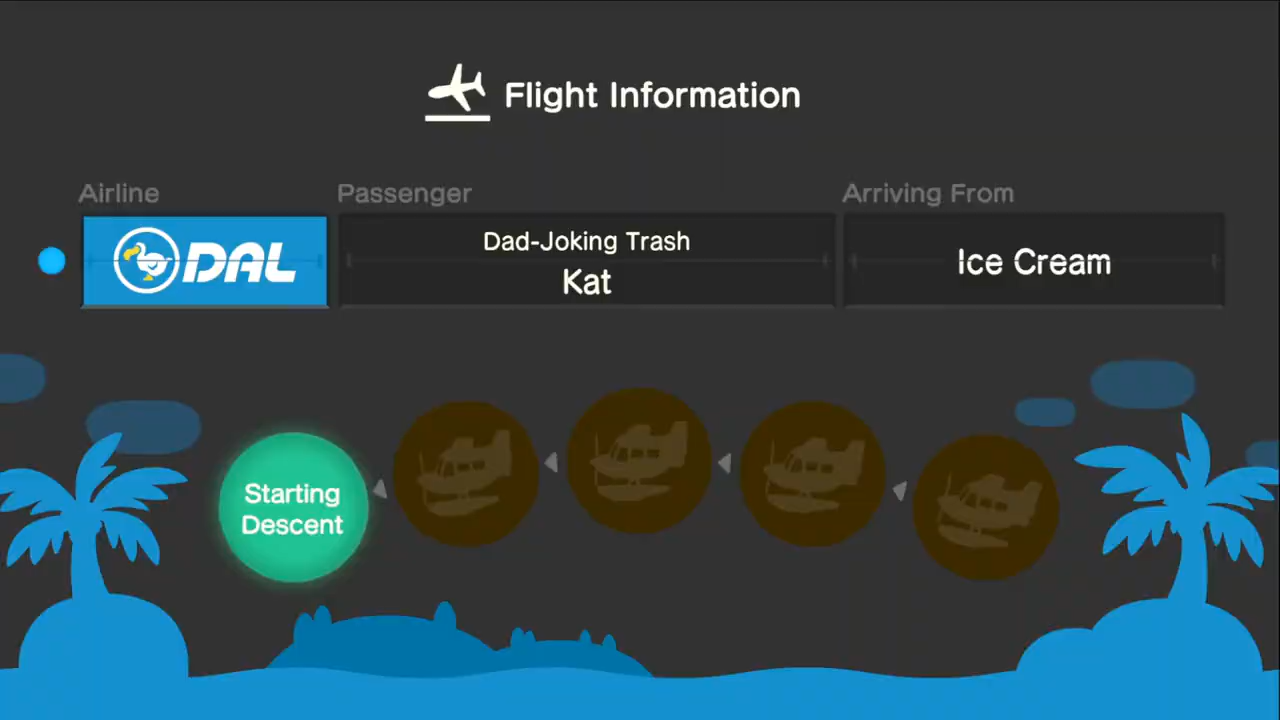 Flight Information
Airline
Passenger
Arriving From
DAL
Dad-Joking Trash
Kat
Ice Cream
Starting
Descent